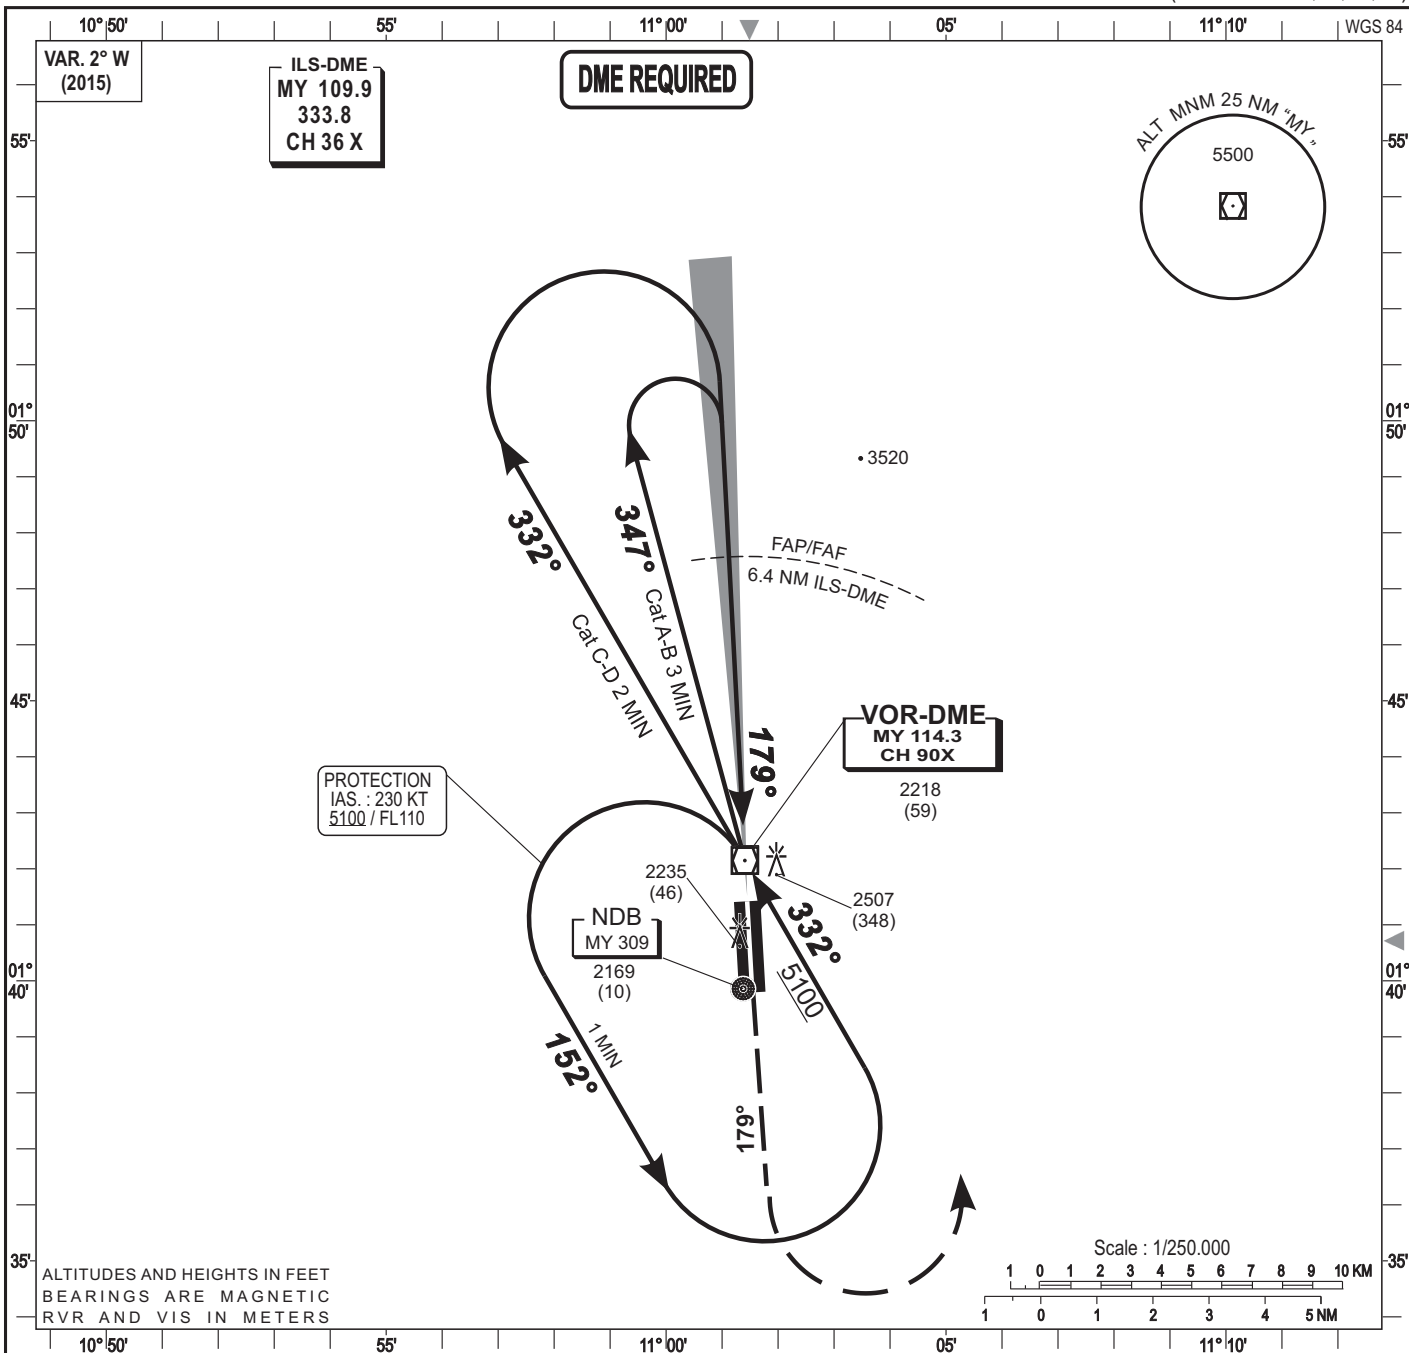 10° 50'
55'
11° 00'
05'
11° 10'
WGS 84
VAR. 2° W
(2015)
ILS-DME
MY 109.9
333.8
CH 36 X
DME REQUIRED
ALT MNM 25 NM "MY"
5500
55'
55'
01°
50'
01°
50'
3520
332°
347°
FAP/FAF
6.4 NM ILS-DME
Cat C-D 2 MIN
Cat A-B 3 MIN
45'
45'
179°
VOR-DME
MY 114.3
CH 90X
2218
(59)
PROTECTION
IAS. : 230 KT
5100 / FL110
2235
(46)
2507
(348)
NDB
MY 309
2169
(10)
332°
5100
01°
40'
01°
40'
1 MIN
152°
179°
35'
35'
Scale : 1/250.000
1 0 1 2 3 4 5 6 7 8 9 10 KM
1 0 1 2 3 4 5 NM
ALTITUDES AND HEIGHTS IN FEET
BEARINGS ARE MAGNETIC
RVR AND VIS IN METERS
10° 50'
55'
11° 00'
05'
11° 10'